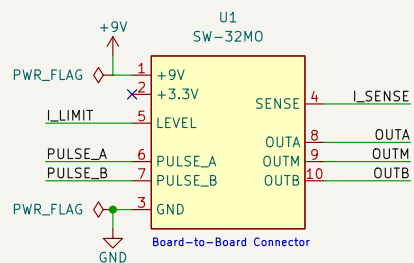 U1
SW-32MO
+9V
PWR_FLAG
1 +9V
2 +3.3V
I_LIMIT 5 LEVEL
PULSE_A 6 PULSE_A
PULSE_B 7 PULSE_B
PWR_FLAG 3 GND
GND
SENSE 4 I_SENSE
OUTA 8 OUTA
OUTM 9 OUTM
OUTB 10 OUTB
Board-to-Board Connector